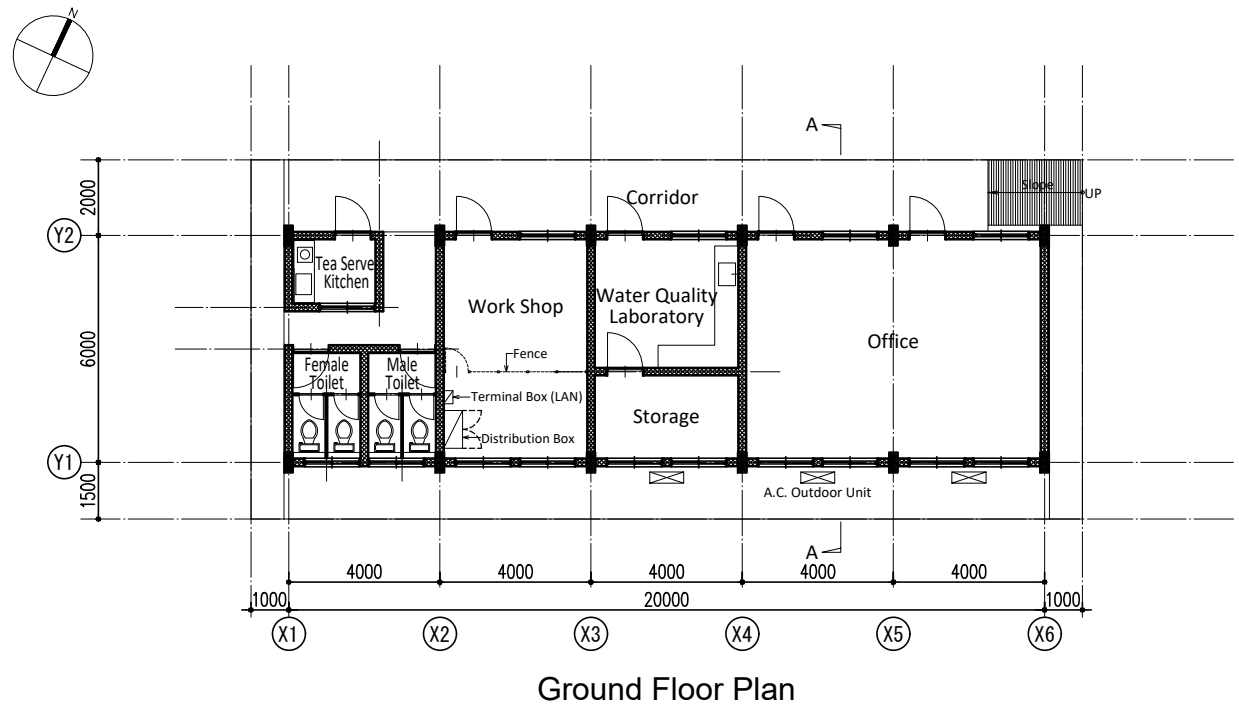 N
A
2000
Corridor
Slope
UP
Y2
Tea Serve
Kitchen
Work Shop
Water Quality
Laboratory
Office
6000
Fence
Female
Toilet
Male
Toilet
Terminal Box (LAN)
Storage
Distribution Box
Y1
1500
A.C. Outdoor Unit
A
4000
4000
4000
4000
4000
1000
20000
1000
X1
X2
X3
X4
X5
X6
Ground Floor Plan